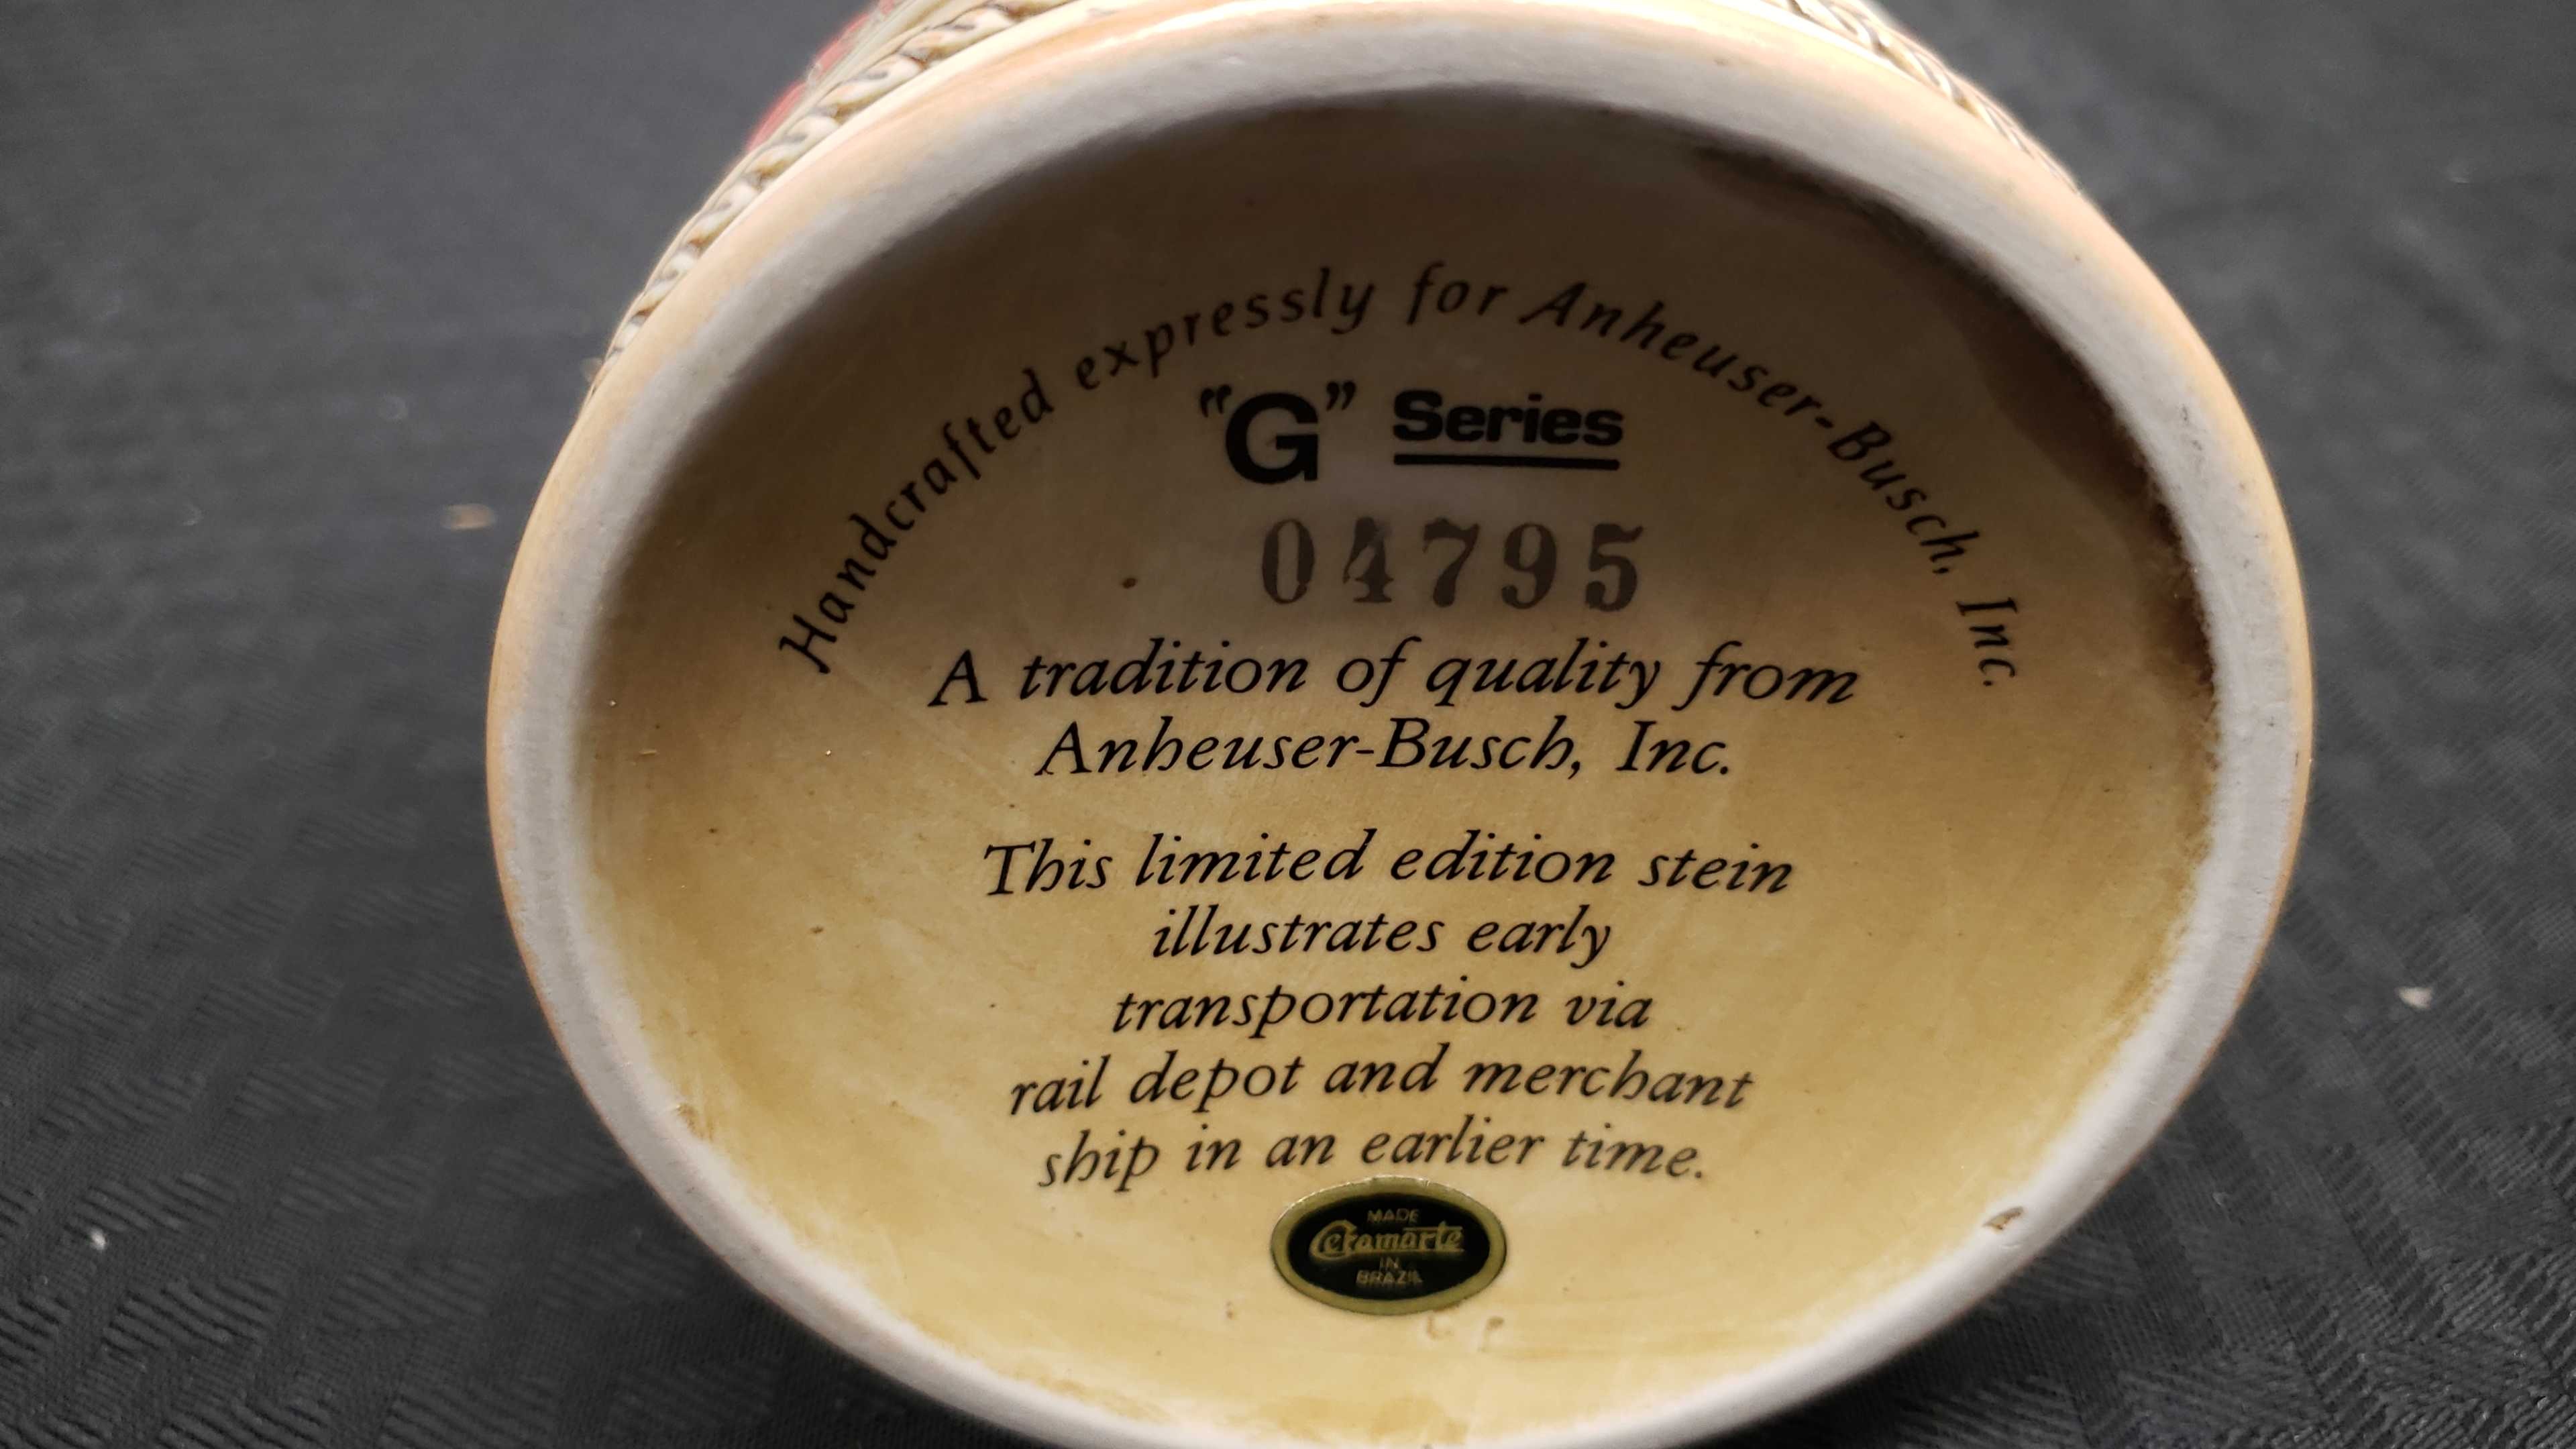 Handcrafted expressly for Anheuser-Busch, Inc.
"G" Series
04795
A tradition of quality from
Anheuser-Busch, Inc.
This limited edition stein
illustrates early
transportation via
rail depot and merchant
ship in an earlier time.
MADE
Ceramarte
IN
BRAZIL